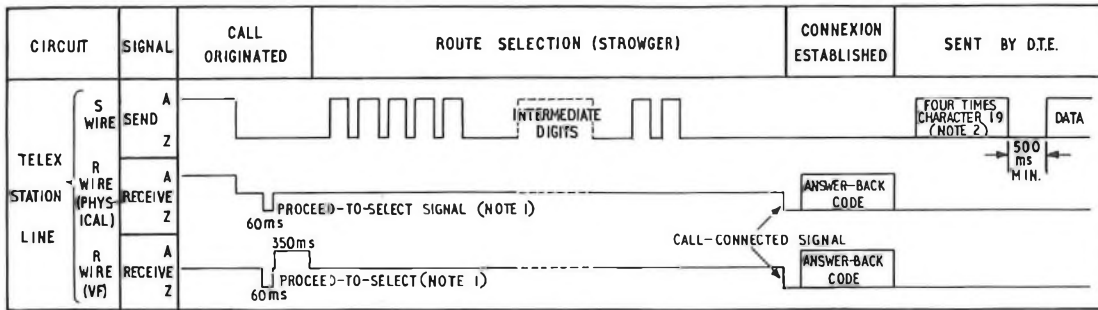 CIRCUIT
SIGNAL
CALL
ORIGINATED
ROUTE SELECTION (STROWGER)
CONNEXION
ESTABLISHED
SENT BY D.T.E.
TELEX
STATION
LINE
S
WIRE
SEND
A
Z
INTERMEDIATE
DIGITS
FOUR TIMES
CHARACTER 19
(NOTE 2)
500
ms
MIN.
DATA
R
WIRE
(PHYS-
ICAL)
RECEIVE
A
Z
60ms
PROCEED-TO-SELECT SIGNAL (NOTE 1)
ANSWER-BACK
CODE
CALL-CONNECTED SIGNAL
R
WIRE
(VF)
RECEIVE
A
Z
350ms
60ms
PROCEED-TO-SELECT (NOTE 1)
ANSWER-BACK
CODE